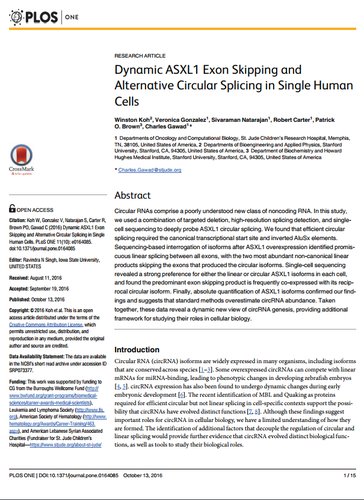 PLOS | ONE
RESEARCH ARTICLE
Dynamic ASXL1 Exon Skipping and
Alternative Circular Splicing in Single Human
Cells
Winston Koh², Veronica Gonzalez¹, Sivaraman Natarajan¹, Robert Carter¹, Patrick
O. Brown³, Charles Gawad¹*
1 Departments of Oncology and Computational Biology, St. Jude Children's Research Hospital, Memphis,
TN, 38105, United States of America, 2 Departments of Bioengineering and Applied Physics, Stanford
University, Stanford, CA, 94305, United States of America, 3 Department of Biochemistry and Howard
Hughes Medical Institute, Stanford University, Stanford, CA, 94305, United States of America
* Charles.Gawad@stjude.org
Abstract
Circular RNAs comprise a poorly understood new class of noncoding RNA. In this study,
we used a combination of targeted deletion, high-resolution splicing detection, and single-
cell sequencing to deeply probe ASXL1 circular splicing. We found that efficient circular
splicing required the canonical transcriptional start site and inverted AluSx elements.
Sequencing-based interrogation of isoforms after ASXL1 overexpression identified promis-
cuous linear splicing between all exons, with the two most abundant non-canonical linear
products skipping the exons that produced the circular isoforms. Single-cell sequencing
revealed a strong preference for either the linear or circular ASXL1 isoforms in each cell,
and found the predominant exon skipping product is frequently co-expressed with its recip-
rocal circular isoform. Finally, absolute quantification of ASXL1 isoforms confirmed our find-
ings and suggests that standard methods overestimate circRNA abundance. Taken
together, these data reveal a dynamic new view of circRNA genesis, providing additional
framework for studying their roles in cellular biology.
Introduction
Circular RNA (circRNA) isoforms are widely expressed in many organisms, including isoforms
that are conserved across species [1–3]. Some overexpressed circRNAs can compete with linear
mRNAs for miRNA-binding, leading to phenotypic changes in developing zebrafish embryos
[4, 5]. circRNA expression has also been found to undergo dynamic changes during early
embryonic development [6]. The recent identification of MBL and Quaking as proteins
required for efficient circular but not linear splicing in cell-specific contexts support the possi-
bility that circRNAs have evolved distinct functions [7, 8]. Although these findings suggest
important roles for circRNA in cellular biology, we have a limited understanding of how they
are formed. The identification of additional factors that decouple the regulation of circular and
linear splicing would provide further evidence that circRNA evolved distinct biological func-
tions, as well as tools to study their biological roles.
CrossMark
OPEN ACCESS
Citation: Koh W, Gonzalez V, Natarajan S, Carter R,
Brown PO, Gawad C (2016) Dynamic ASXL1 Exon
Skipping and Alternative Circular Splicing in Single
Human Cells. PLoS ONE 11(10): e0164085.
doi:10.1371/journal.pone.0164085
Editor: Ravindra N Singh, Iowa State University,
UNITED STATES
Received: August 11, 2016
Accepted: September 19, 2016
Published: October 13, 2016
Copyright: © 2016 Koh et al. This is an open
access article distributed under the terms of the
Creative Commons Attribution License, which
permits unrestricted use, distribution, and
reproduction in any medium, provided the original
author and source are credited.
Data Availability Statement: The data are available
in the NCBI's short read archive under accession ID
SRP073377.
Funding: This work was supported by funding to
CG from the Burroughs Wellcome Fund (http://
www.bwfund.org/grant-programs/biomedical-
sciences/career-awards-medical-scientists),
Leukemia and Lymphoma Society (http://www.lls.
org, American Society of Hematology (http://www.
hematology.org/Awards/Career-Training/463.
aspx), and American Lebanese Syrian Associated
Charities (Fundraiser for St. Jude Children's
PLOS ONE | DOI:10.1371/journal.pone.0164085 October 13, 2016
1 / 15